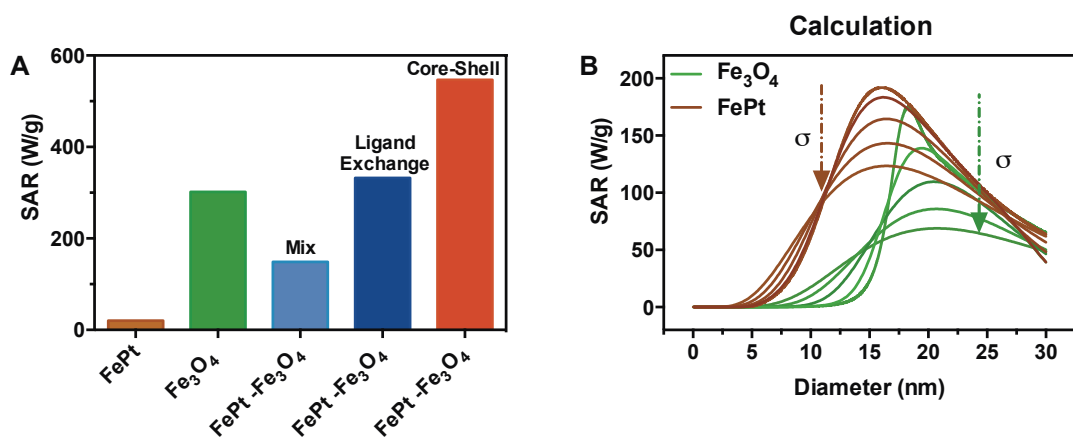 A
SAR (W/g)
600
400
200
0
Mix
Ligand
Exchange
Core-Shell
FePt
Fe₃O₄
FePt -Fe₃O₄
FePt -Fe₃O₄
FePt -Fe₃O₄
Calculation
B
Fe₃O₄
FePt
σ
σ
SAR (W/g)
200
150
100
50
0
0
5
10
15
20
25
30
Diameter (nm)